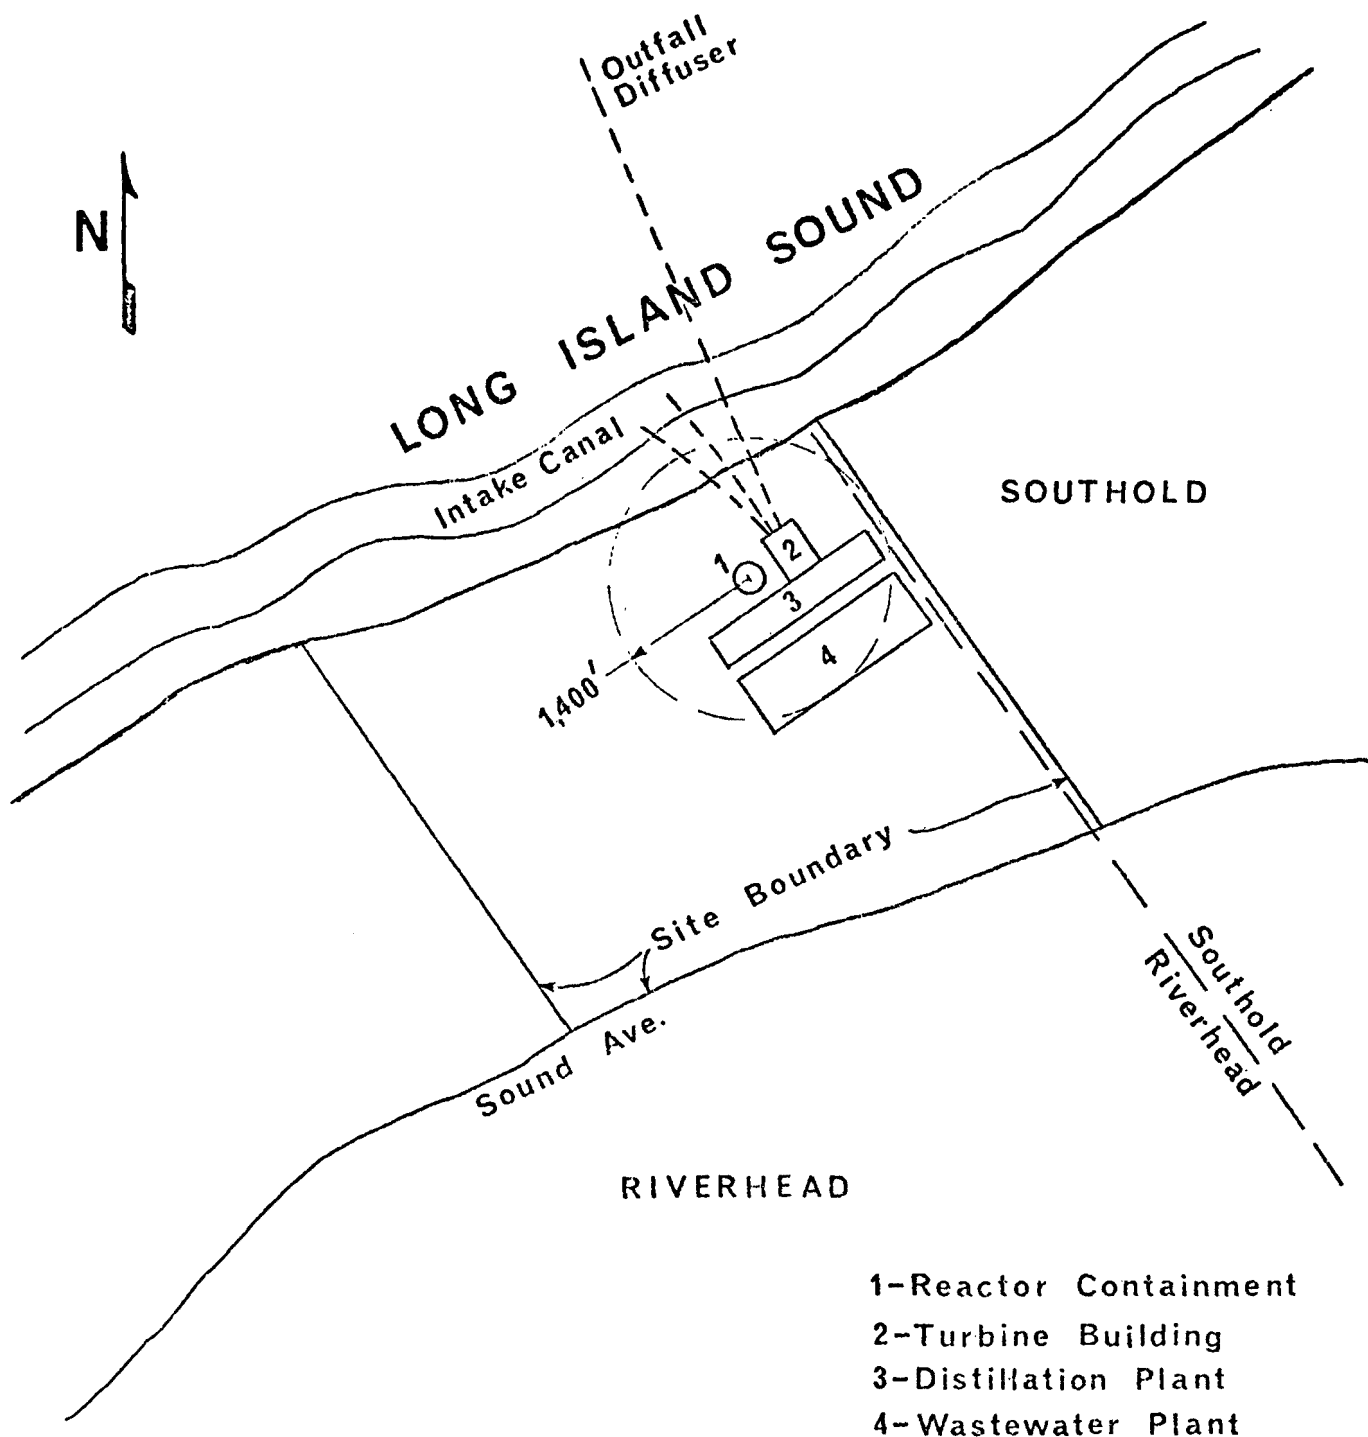 Outfall
Diffuser
N
LONG ISLAND SOUND
Intake Canal
SOUTHOLD
1
2
3
4
1,400'
Site Boundary
Sound Ave.
Southold
Riverhead
RIVERHEAD
1-Reactor Containment
2-Turbine Building
3-Distillation Plant
4-Wastewater Plant